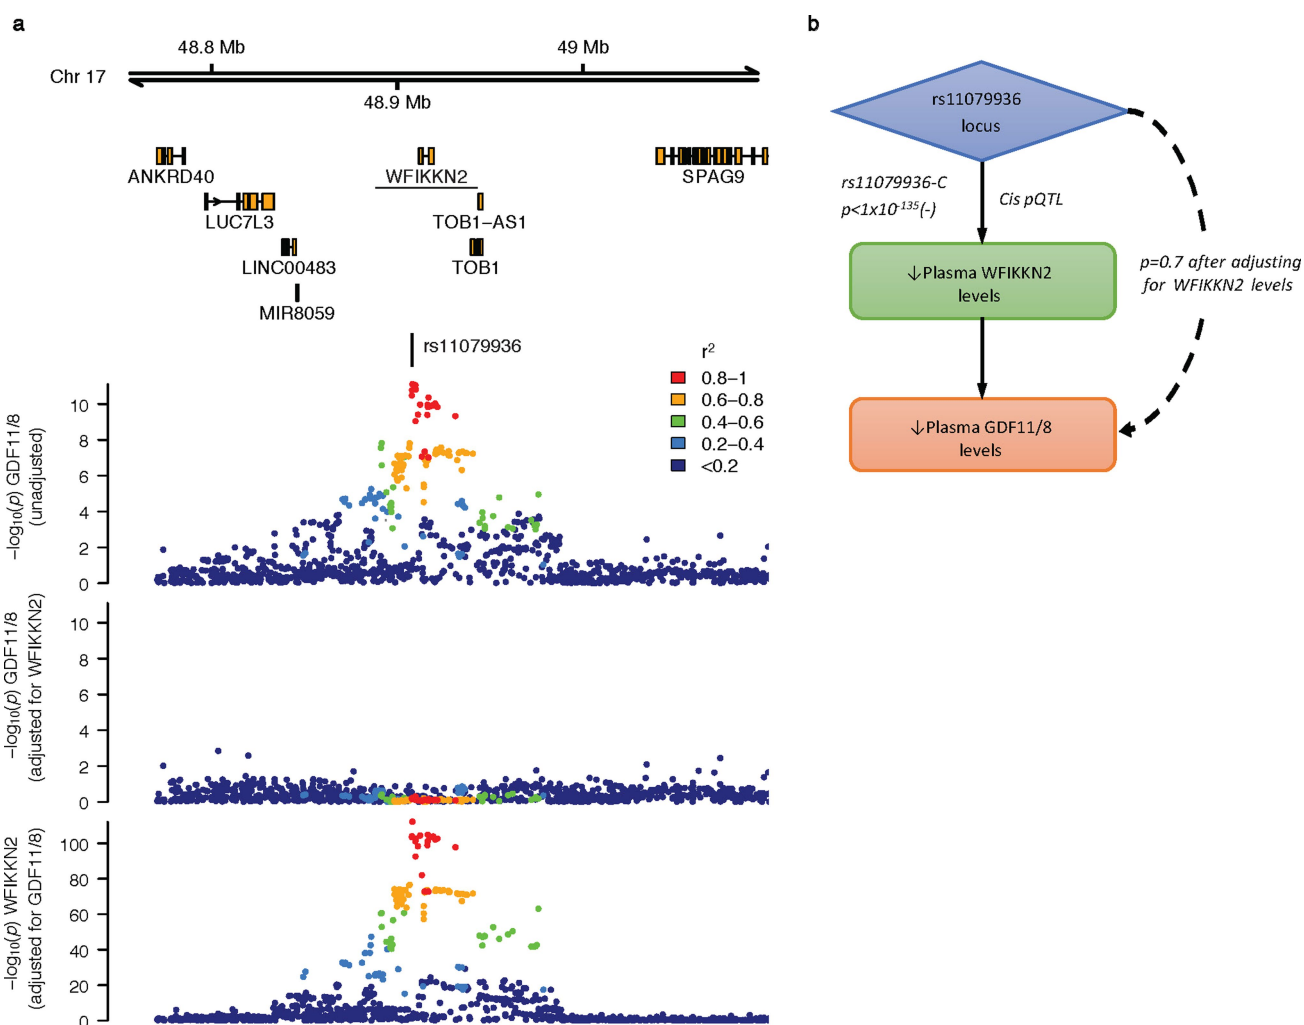 a
48.8 Mb
49 Mb
Chr 17
48.9 Mb
ANKRD40
WFIKKN2
SPAG9
LUC7L3
TOB1–AS1
LINC00483
TOB1
MIR8059
rs11079936
r²
0.8–1
0.6–0.8
0.4–0.6
0.2–0.4
<0.2
−log₁₀(p) GDF11/8
(unadjusted)
10
8
6
4
2
0
−log₁₀(p) GDF11/8
(adjusted for WFIKKN2)
10
8
6
4
2
0
−log₁₀(p) WFIKKN2
(adjusted for GDF11/8)
100
80
60
40
20
0
b
rs11079936
locus
rs11079936-C
p<1x10⁻¹³⁵(-)
Cis pQTL
↓Plasma WFIKKN2
levels
p=0.7 after adjusting
for WFIKKN2 levels
↓Plasma GDF11/8
levels